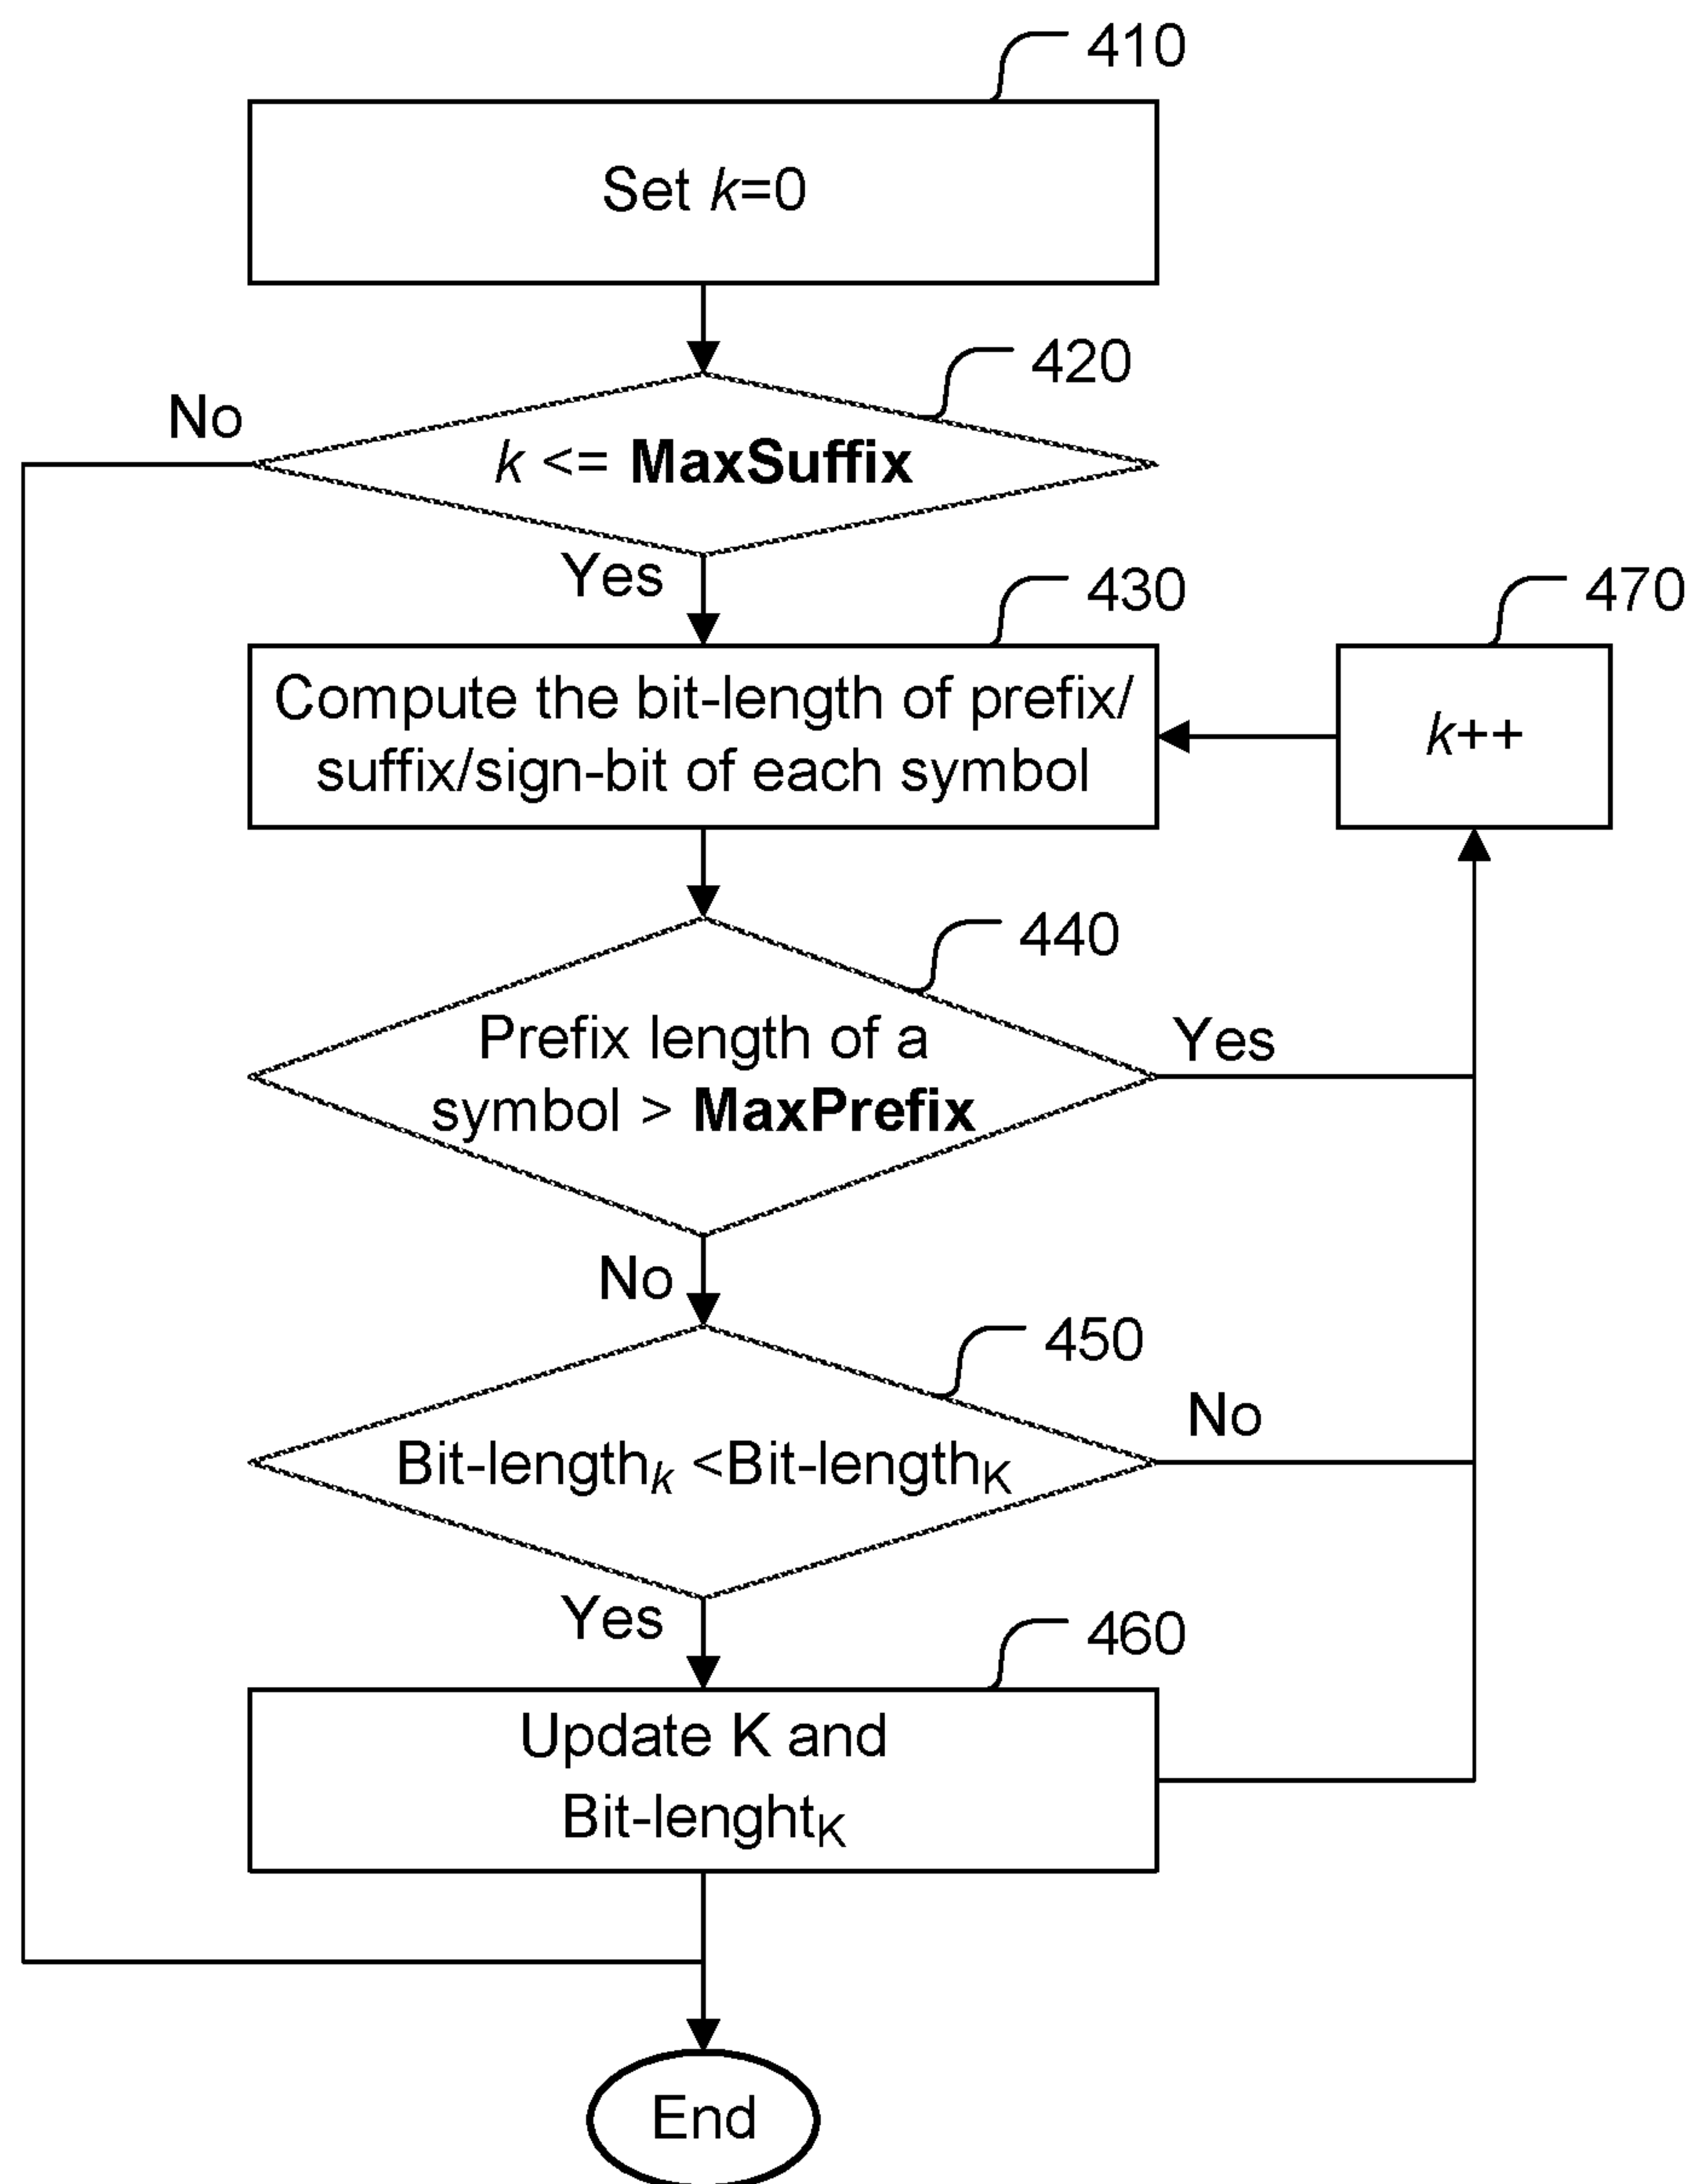 410
Set k=0
420
No
k <= MaxSuffix
Yes
430
470
Compute the bit-length of prefix/
suffix/sign-bit of each symbol
k++
440
Prefix length of a
symbol > MaxPrefix
Yes
No
450
No
Bit-lengthk <Bit-lengthK
Yes
460
Update K and
Bit-lenghtK
End